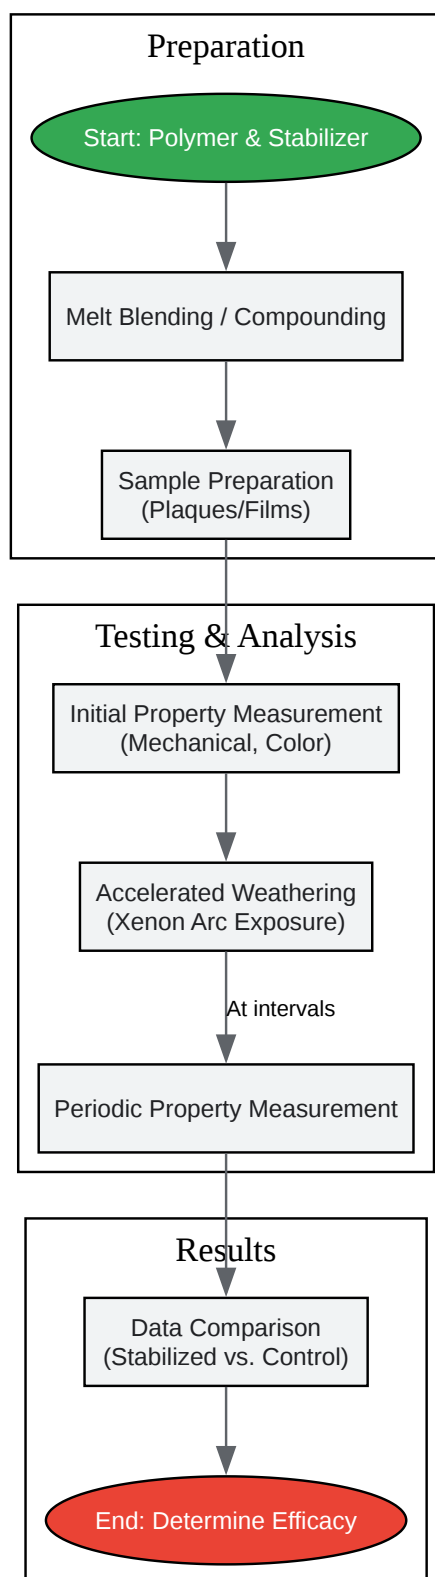 Preparation
Start: Polymer & Stabilizer
Melt Blending / Compounding
Sample Preparation
(Plaques/Films)
Testing & Analysis
Initial Property Measurement
(Mechanical, Color)
Accelerated Weathering
(Xenon Arc Exposure)
At intervals
Periodic Property Measurement
Results
Data Comparison
(Stabilized vs. Control)
End: Determine Efficacy